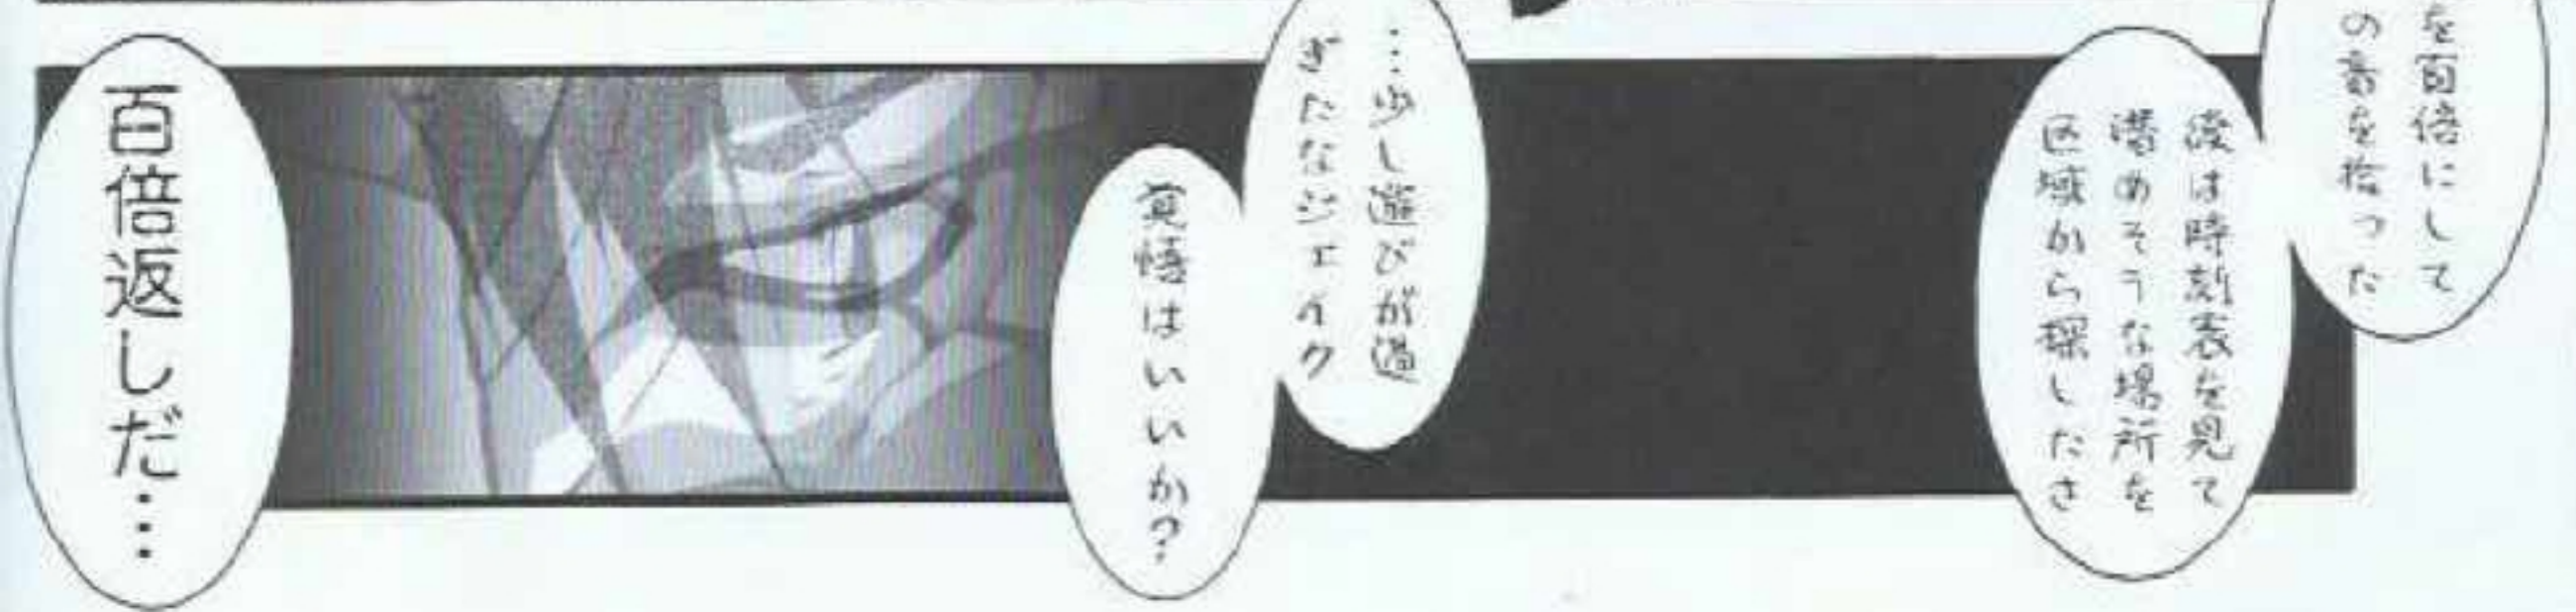 を百倍にして
の音を拾った
後は時刻表を見て
潜めそうな場所を
区域から探したさ
…少し遊びが過
ぎたなジェイク
覚悟はいいか?
百倍返しだ…